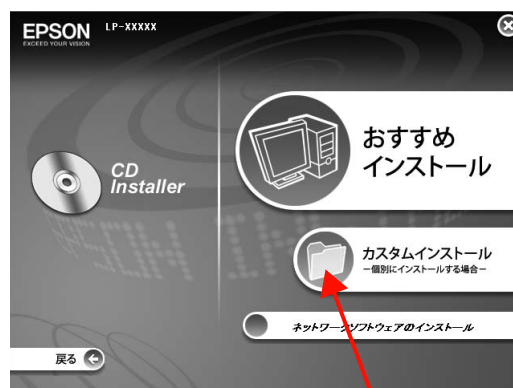 EPSON
EXCEED YOUR VISION
LP-XXXXX
おすすめ
インストール
CD
Installer
カスタムインストール
－個別にインストールする場合－
ネットワークソフトウェアのインストール
戻る